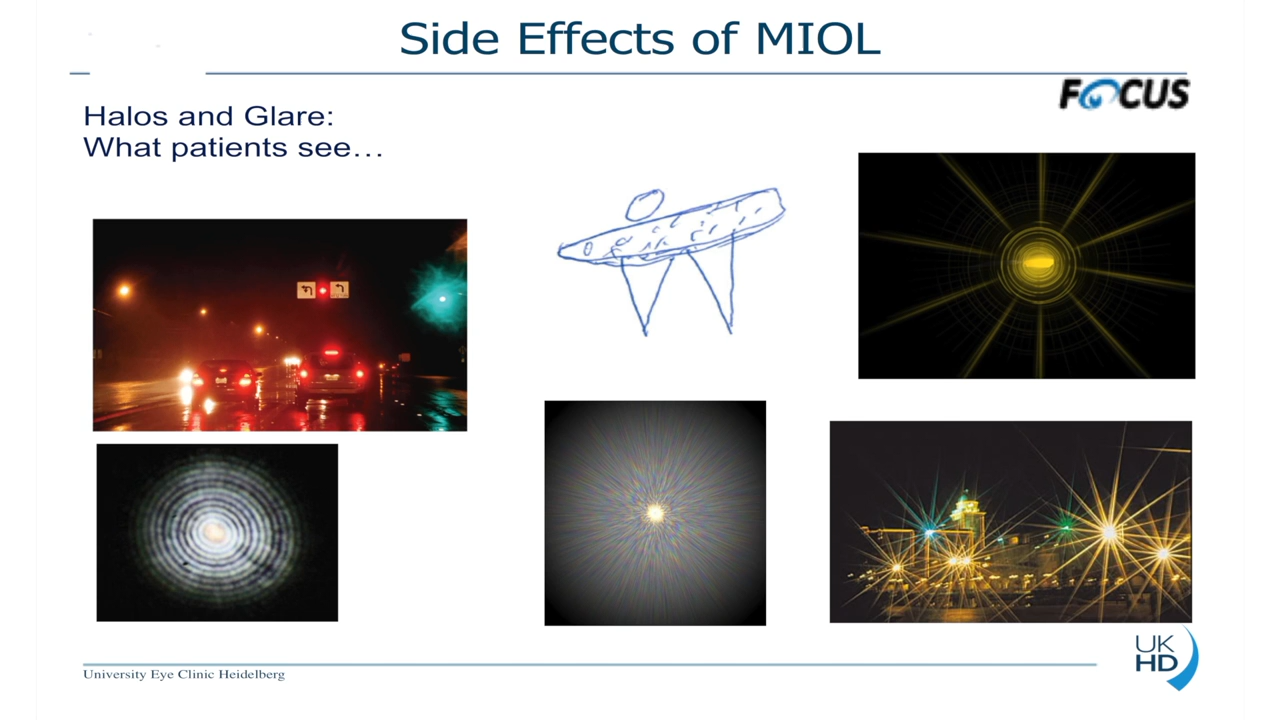 Side Effects of MIOL
FOCUS
Halos and Glare:
What patients see…
UK
HD
University Eye Clinic Heidelberg